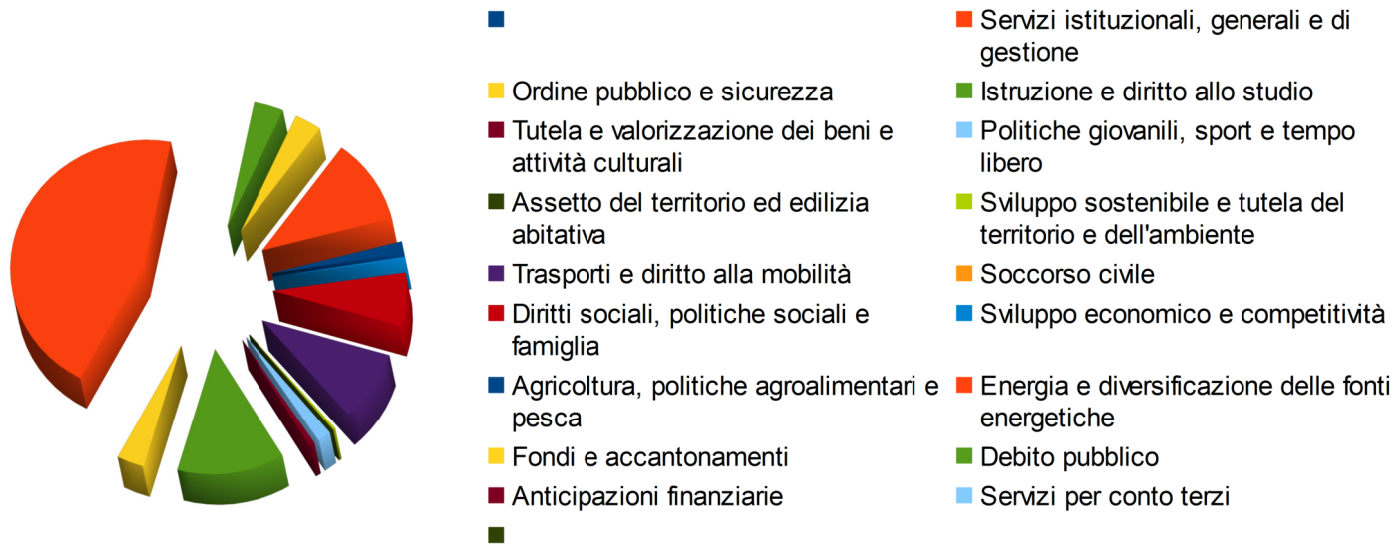 Servizi istituzionali, generali e di
gestione
Ordine pubblico e sicurezza
Istruzione e diritto allo studio
Tutela e valorizzazione dei beni e
attività culturali
Politiche giovanili, sport e tempo
libero
Assetto del territorio ed edilizia
abitativa
Sviluppo sostenibile e tutela del
territorio e dell'ambiente
Trasporti e diritto alla mobilità
Soccorso civile
Diritti sociali, politiche sociali e
famiglia
Sviluppo economico e competitività
Agricoltura, politiche agroalimentari e
pesca
Energia e diversificazione delle fonti
energetiche
Fondi e accantonamenti
Debito pubblico
Anticipazioni finanziarie
Servizi per conto terzi